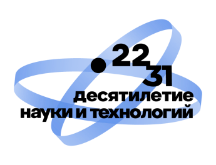 22
31
десятилетие
науки и технологий